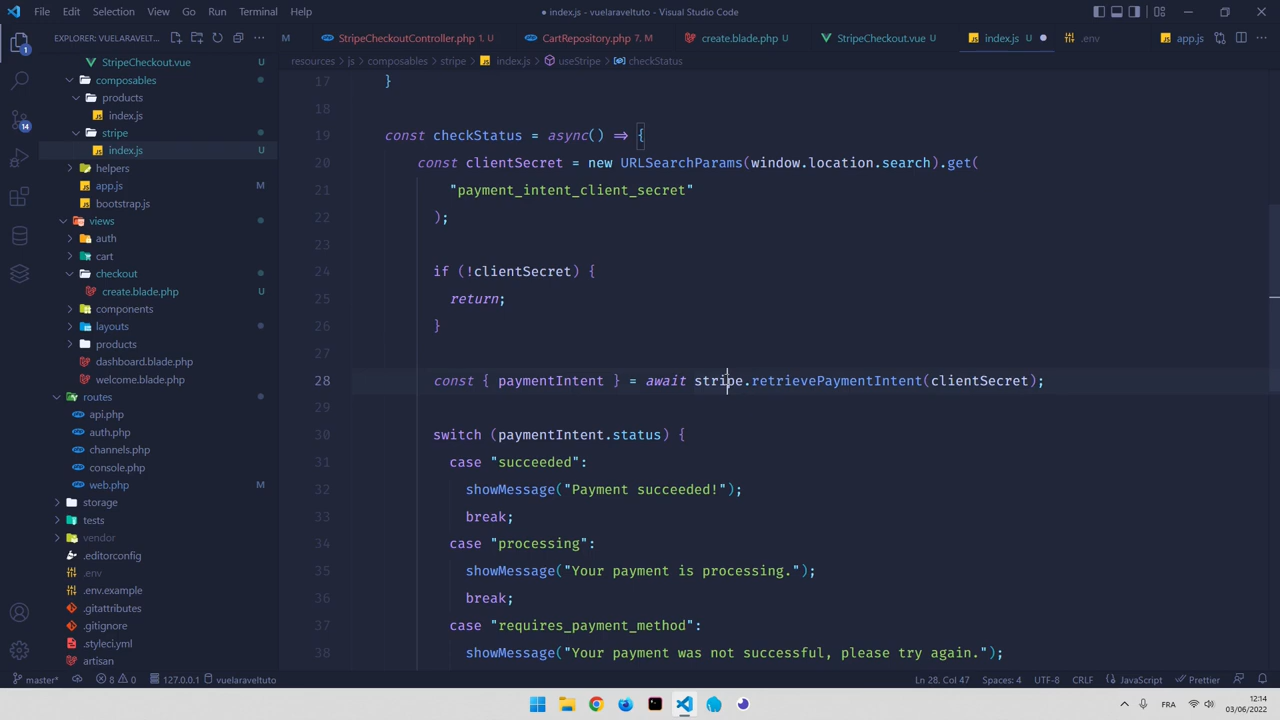 File Edit Selection View Go Run Terminal Help
● index.js - vuelaraveltuto - Visual Studio Code
EXPLORER: VUELARAVELT...
M StripeCheckoutController.php 1, U CartRepository.php 7, M create.blade.php U StripeCheckout.vue U index.js U .env app.js
resources > js > composables > stripe > index.js > useStripe > checkStatus
StripeCheckout.vue U
composables
products
index.js
stripe
index.js U
helpers
app.js M
bootstrap.js
views
auth
cart
checkout
create.blade.php U
components
layouts
products
dashboard.blade.php
welcome.blade.php
routes
api.php
auth.php
channels.php
console.php
web.php M
storage
tests
vendor
.editorconfig
.env
.env.example
.gitattributes
.gitignore
.styleci.yml
artisan
1
14
17 }
18
19 const checkStatus = async() => {
20 const clientSecret = new URLSearchParams(window.location.search).get(
21 "payment_intent_client_secret"
22 );
23
24 if (!clientSecret) {
25 return;
26 }
27
28 const { paymentIntent } = await stripe.retrievePaymentIntent(clientSecret);
29
30 switch (paymentIntent.status) {
31 case "succeeded":
32 showMessage("Payment succeeded!");
33 break;
34 case "processing":
35 showMessage("Your payment is processing.");
36 break;
37 case "requires_payment_method":
38 showMessage("Your payment was not successful, please try again.");
master* 8 0 127.0.0.1 vuelaraveltuto Ln 28, Col 47 Spaces: 4 UTF-8 CRLF JavaScript Prettier
FRA 12:14
03/06/2022